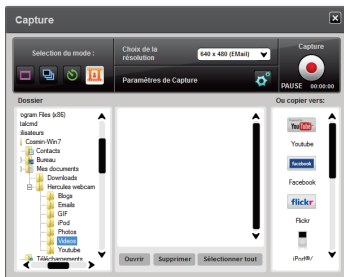 Capture
Selection du mode :
Choix de la
résolution
640 x 480 (EMail)
Capture
Paramètres de Capture
PAUSE 00:00:00
Dossier
Ou copier vers:
ogram Files (x86)
talcmd
ilisateurs
Cosmin-Win7
Contacts
Bureau
Mes documents
Downloads
Hercules webcam
Blogs
Emails
GIF
iPod
Photos
Videos
Youtube
Téléchargements
YouTube
Youtube
facebook
Facebook
flickr
Flickr
Ouvrir
Supprimer
Sélectionner tout